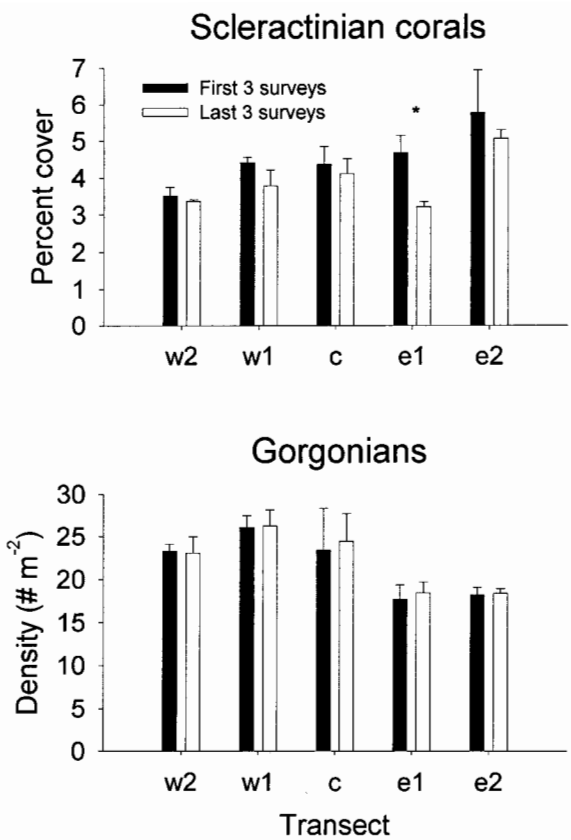 Scleractinian corals
First 3 surveys
Last 3 surveys
*
Percent cover
7
6
5
4
3
2
1
0
w2 w1 c e1 e2
Gorgonians
Density (# m⁻²)
30
25
20
15
10
5
0
w2 w1 c e1 e2
Transect